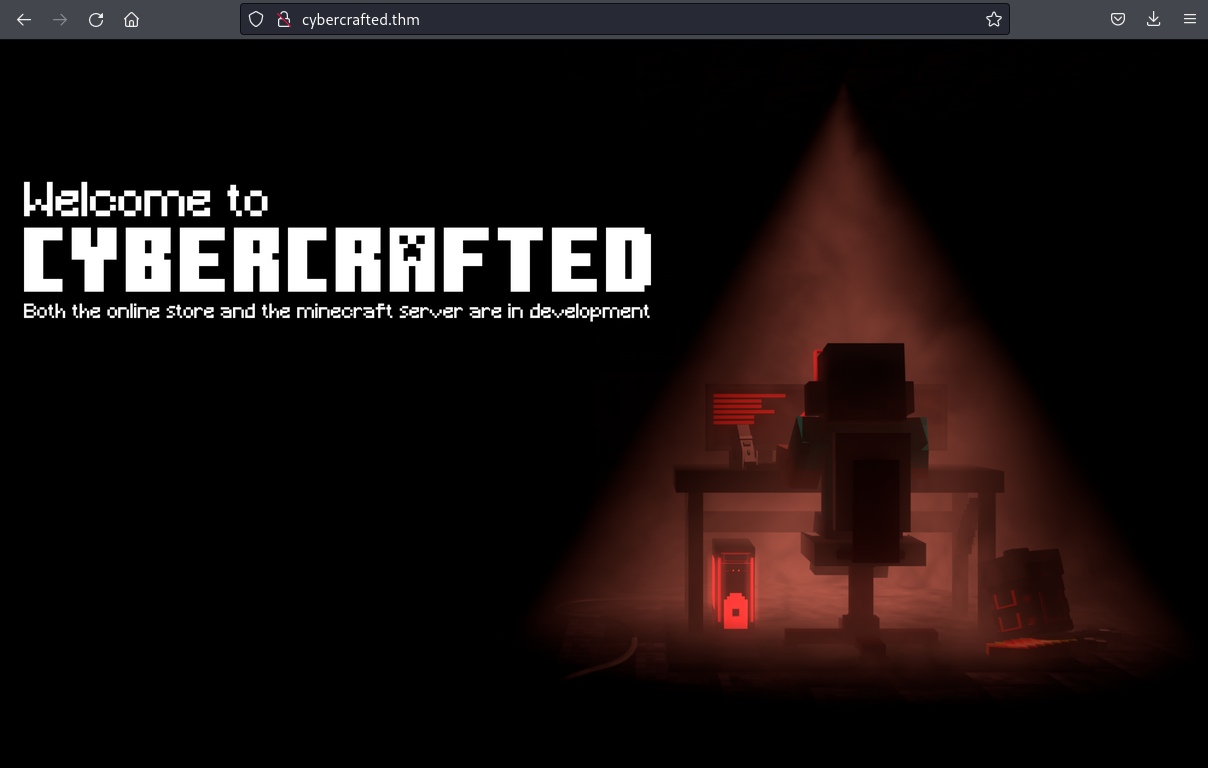 cybercrafted.thm
Welcome to
CYBERCRAFTED
Both the online store and the minecraft server are in development